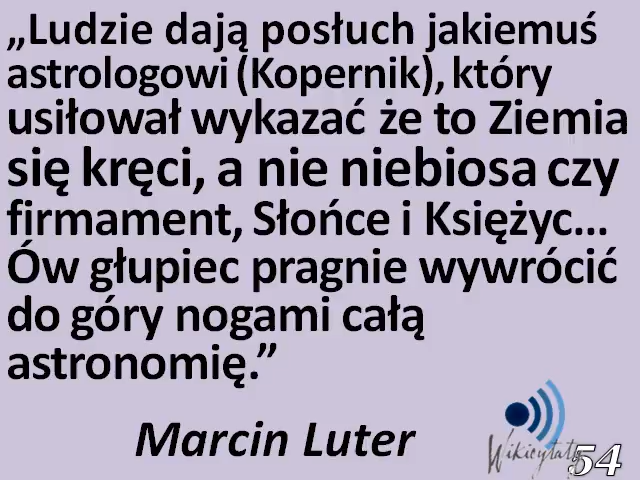 „Ludzie dają posłuch jakiemuś
astrologowi (Kopernik), który
usiłował wykazać że to Ziemia
się kręci, a nie niebiosa czy
firmament, Słońce i Księżyc...
Ów głupiec pragnie wywrócić
do góry nogami całą
astronomię.”
Marcin Luter
Wikicytaty
54